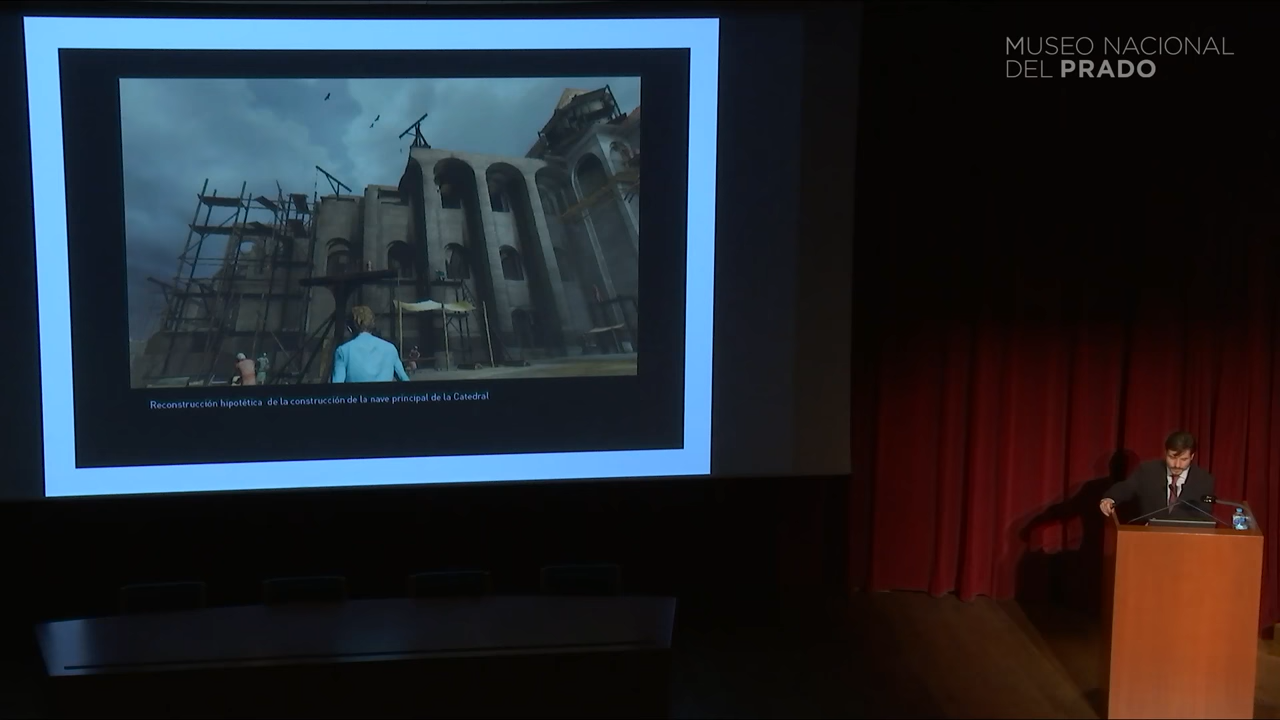 MUSEO NACIONAL
DEL PRADO
Reconstrucción hipotética de la construcción de la nave principal de la Catedral